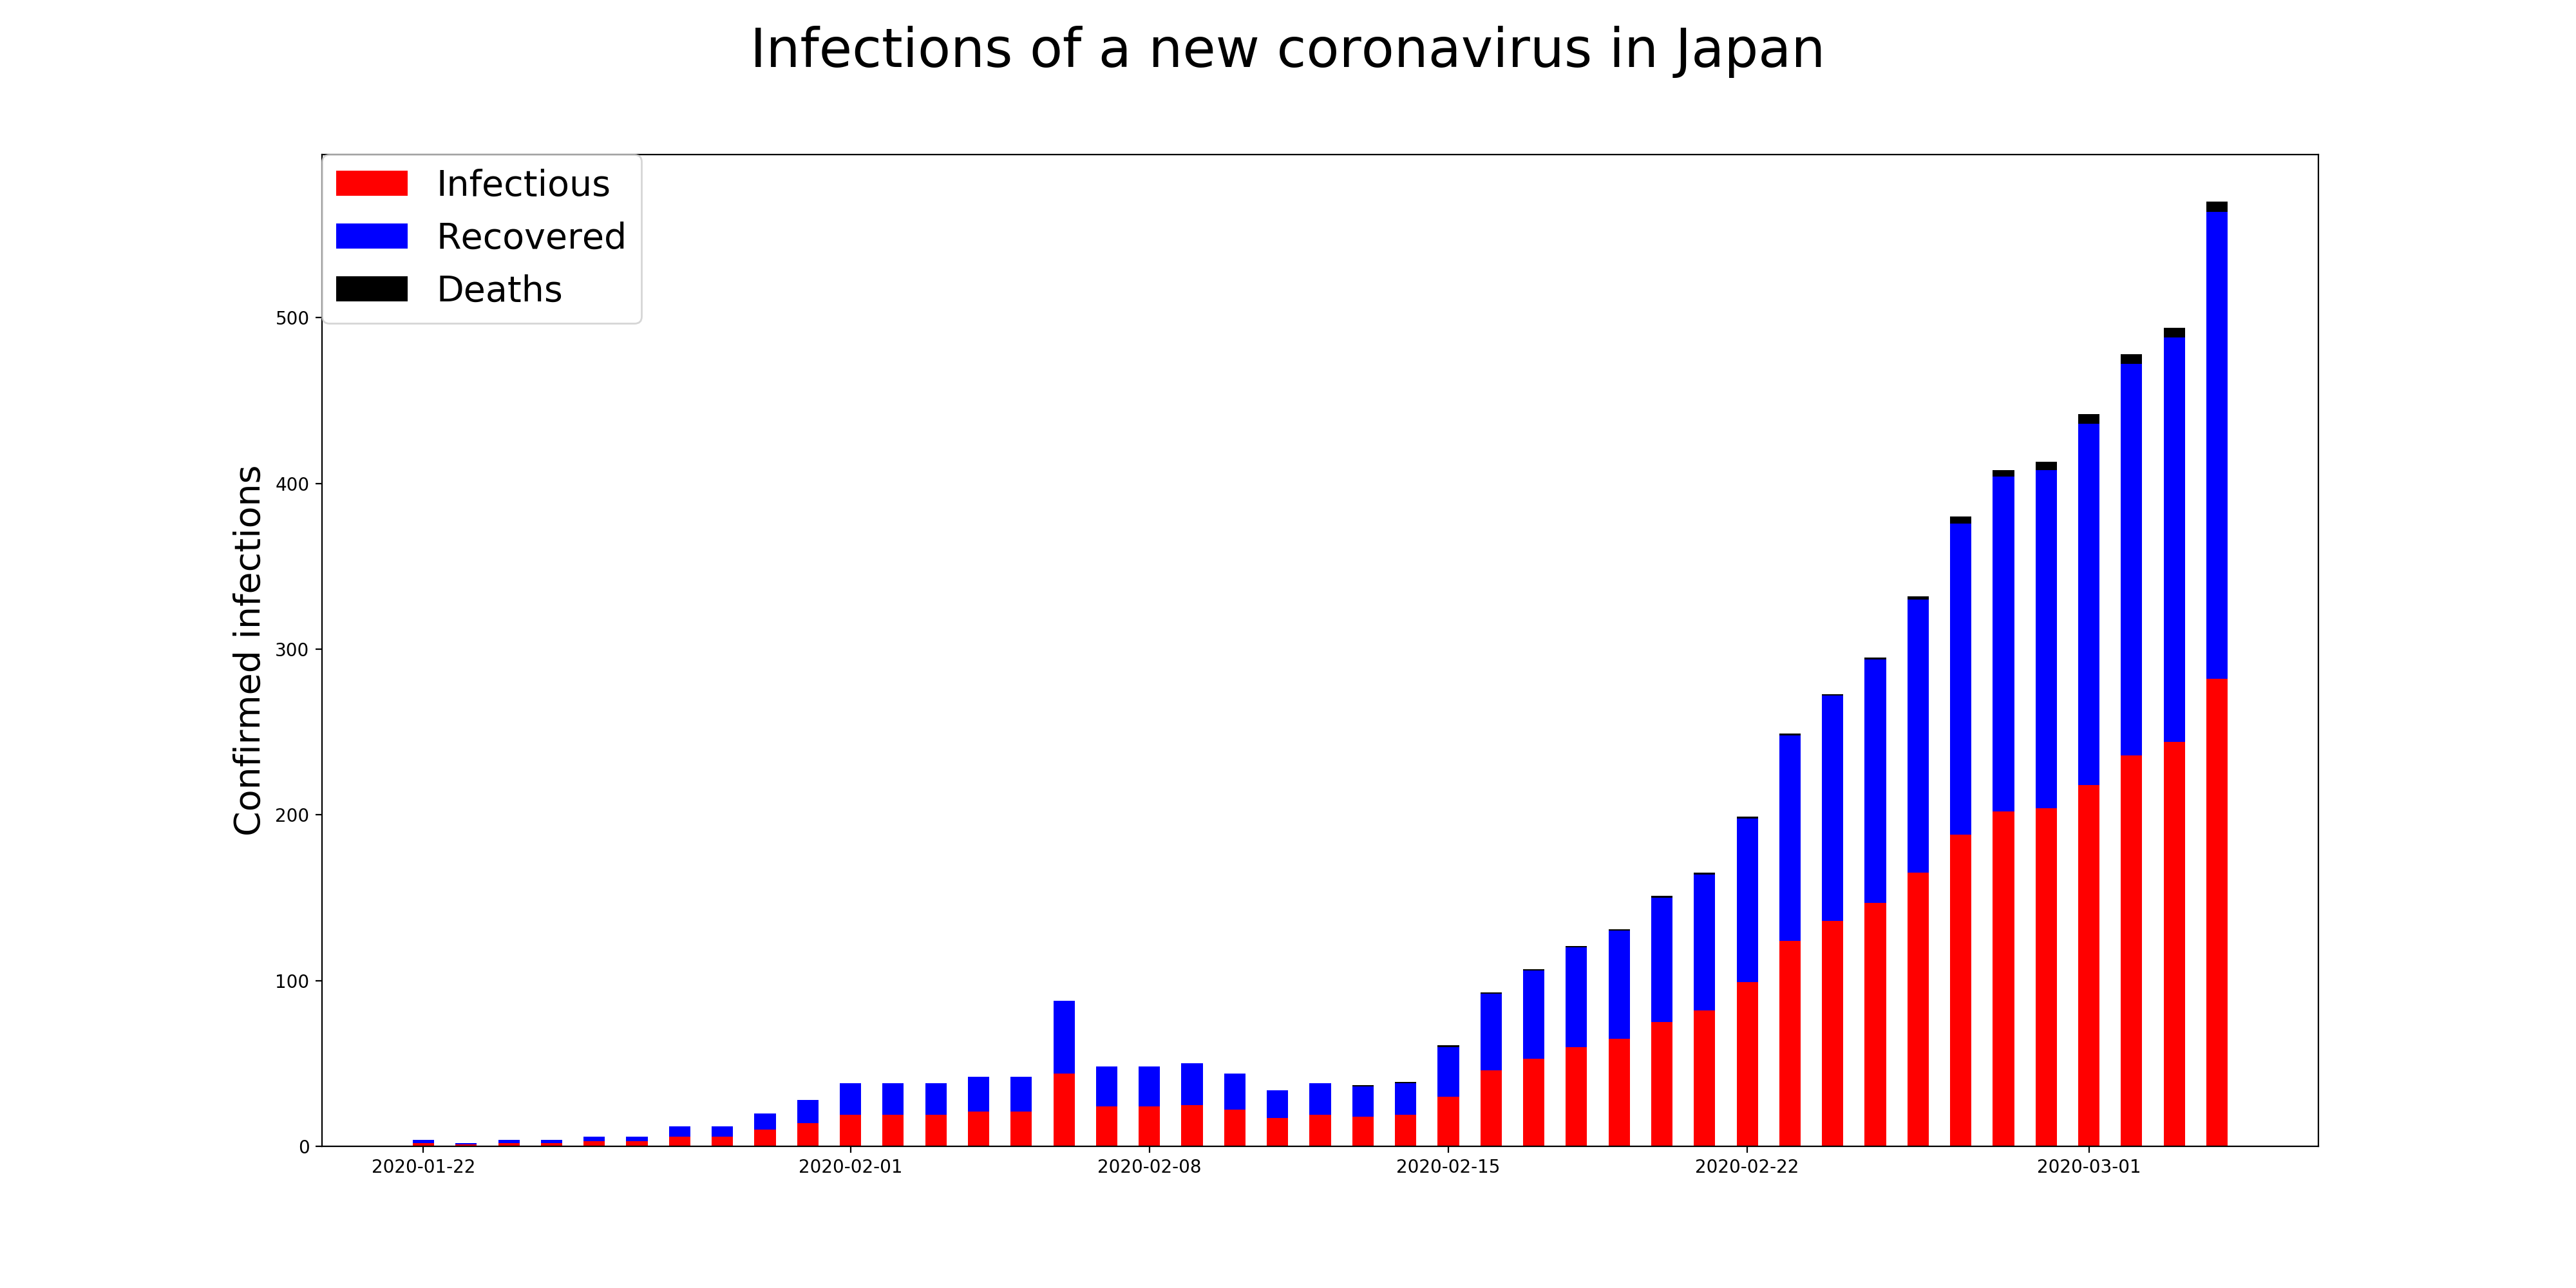 Infections of a new coronavirus in Japan
Infectious
Recovered
Deaths
Confirmed infections
500
400
300
200
100
0
2020-01-22
2020-02-01
2020-02-08
2020-02-15
2020-02-22
2020-03-01